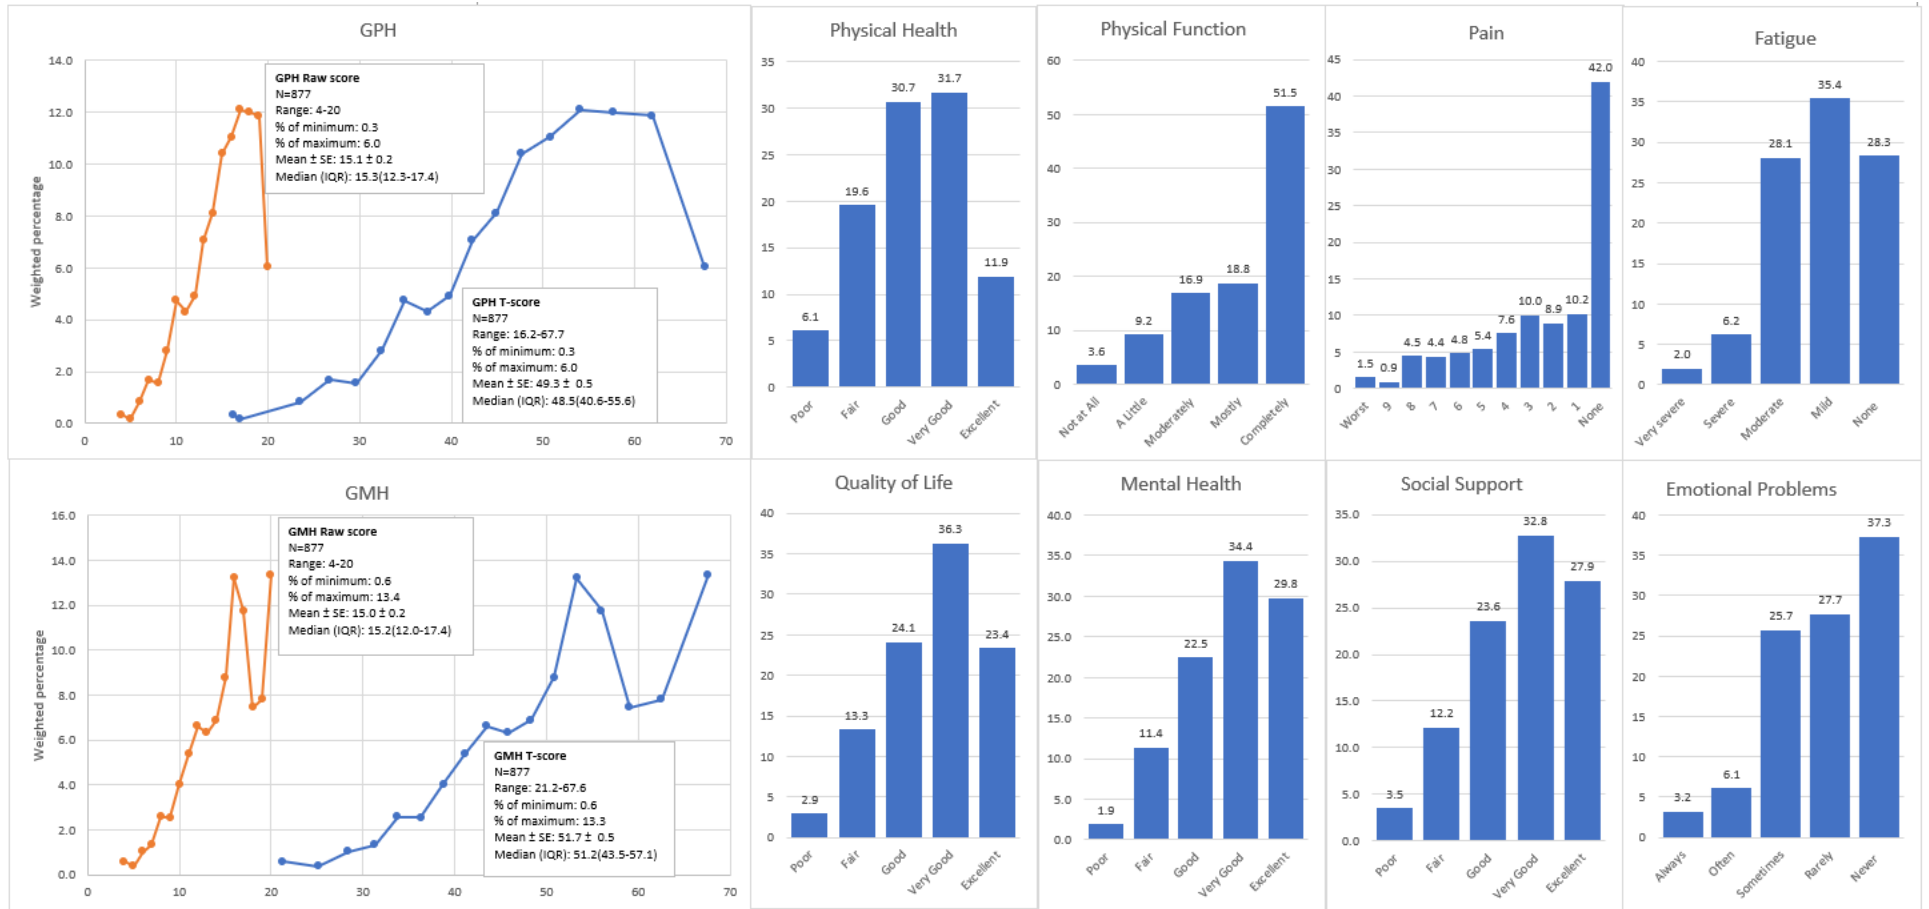 GPH
14.0
12.0
10.0
8.0
6.0
4.0
2.0
0.0
Weighted percentage
0 10 20 30 40 50 60 70
GPH Raw score
N=877
Range: 4-20
% of minimum: 0.3
% of maximum: 6.0
Mean ± SE: 15.1 ± 0.2
Median (IQR): 15.3(12.3-17.4)
GPH T-score
N=877
Range: 16.2-67.7
% of minimum: 0.3
% of maximum: 6.0
Mean ± SE: 49.3 ± 0.5
Median (IQR): 48.5(40.6-55.6)
Physical Health
35
30
25
20
15
10
5
0
6.1
19.6
30.7
31.7
11.9
Poor
Fair
Good
Very Good
Excellent
Physical Function
60
50
40
30
20
10
0
3.6
9.2
16.9
18.8
51.5
Not at All
A Little
Moderately
Mostly
Completely
Pain
45
40
35
30
25
20
15
10
5
0
1.5
0.9
4.5
4.4
4.8
5.4
7.6
10.0
8.9
10.2
42.0
Worst
9
8
7
6
5
4
3
2
1
None
Fatigue
40
35
30
25
20
15
10
5
0
2.0
6.2
28.1
35.4
28.3
Very severe
Severe
Moderate
Mild
None
GMH
16.0
14.0
12.0
10.0
8.0
6.0
4.0
2.0
0.0
Weighted percentage
0 10 20 30 40 50 60 70
GMH Raw score
N=877
Range: 4-20
% of minimum: 0.6
% of maximum: 13.4
Mean ± SE: 15.0 ± 0.2
Median (IQR): 15.2(12.0-17.4)
GMH T-score
N=877
Range: 21.2-67.6
% of minimum: 0.6
% of maximum: 13.3
Mean ± SE: 51.7 ± 0.5
Median (IQR): 51.2(43.5-57.1)
Quality of Life
40
35
30
25
20
15
10
5
0
2.9
13.3
24.1
36.3
23.4
Poor
Fair
Good
Very Good
Excellent
Mental Health
40.0
35.0
30.0
25.0
20.0
15.0
10.0
5.0
0.0
1.9
11.4
22.5
34.4
29.8
Poor
Fair
Good
Very Good
Excellent
Social Support
35.0
30.0
25.0
20.0
15.0
10.0
5.0
0.0
3.5
12.2
23.6
32.8
27.9
Poor
Fair
Good
Very Good
Excellent
Emotional Problems
40
35
30
25
20
15
10
5
0
3.2
6.1
25.7
27.7
37.3
Always
Often
Sometimes
Rarely
Never